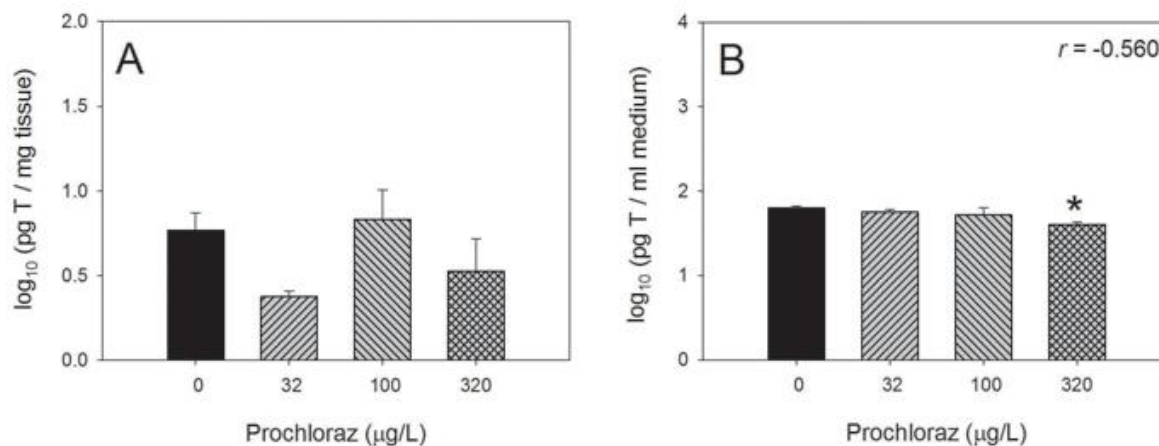 A
log₁₀ (pg T / mg tissue)
2.0
1.5
1.0
0.5
0.0
0 32 100 320
Prochloraz (μg/L)
B
r = -0.560
log₁₀ (pg T / ml medium)
4
3
2
1
0
*
0 32 100 320
Prochloraz (μg/L)